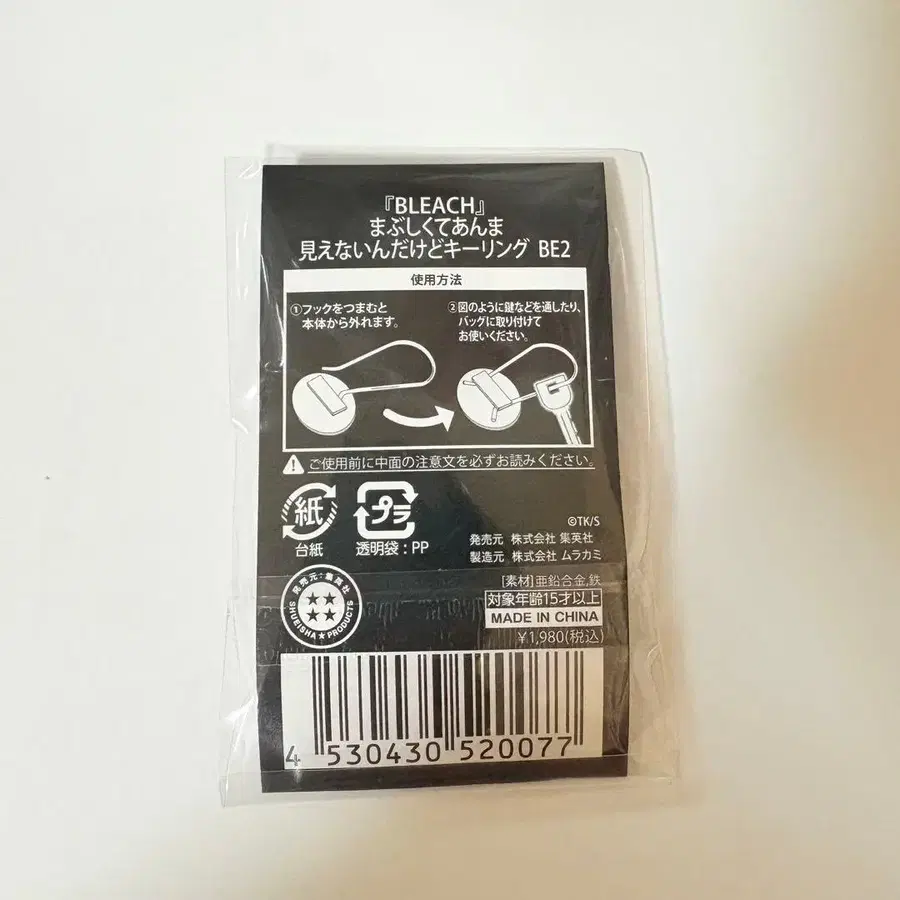 『BLEACH』
まぶしくてあんま
見えないんだけどキーリング BE2
使用方法
①フックをつまむと
本体から外れます。
②図のように鍵などを通したり、
バッグに取り付けて
お使いください。
ご使用前に中面の注意文を必ずお読みください。
紙
台紙
プラ
透明袋：PP
©TK/S
発売元 株式会社 集英社
製造元 株式会社 ムラカミ
発売元：集英社
SHUEISHA★PRODUCTS
[素材]亜鉛合金,鉄
対象年齢15才以上
MADE IN CHINA
￥1,980(税込)
4 530430 520077